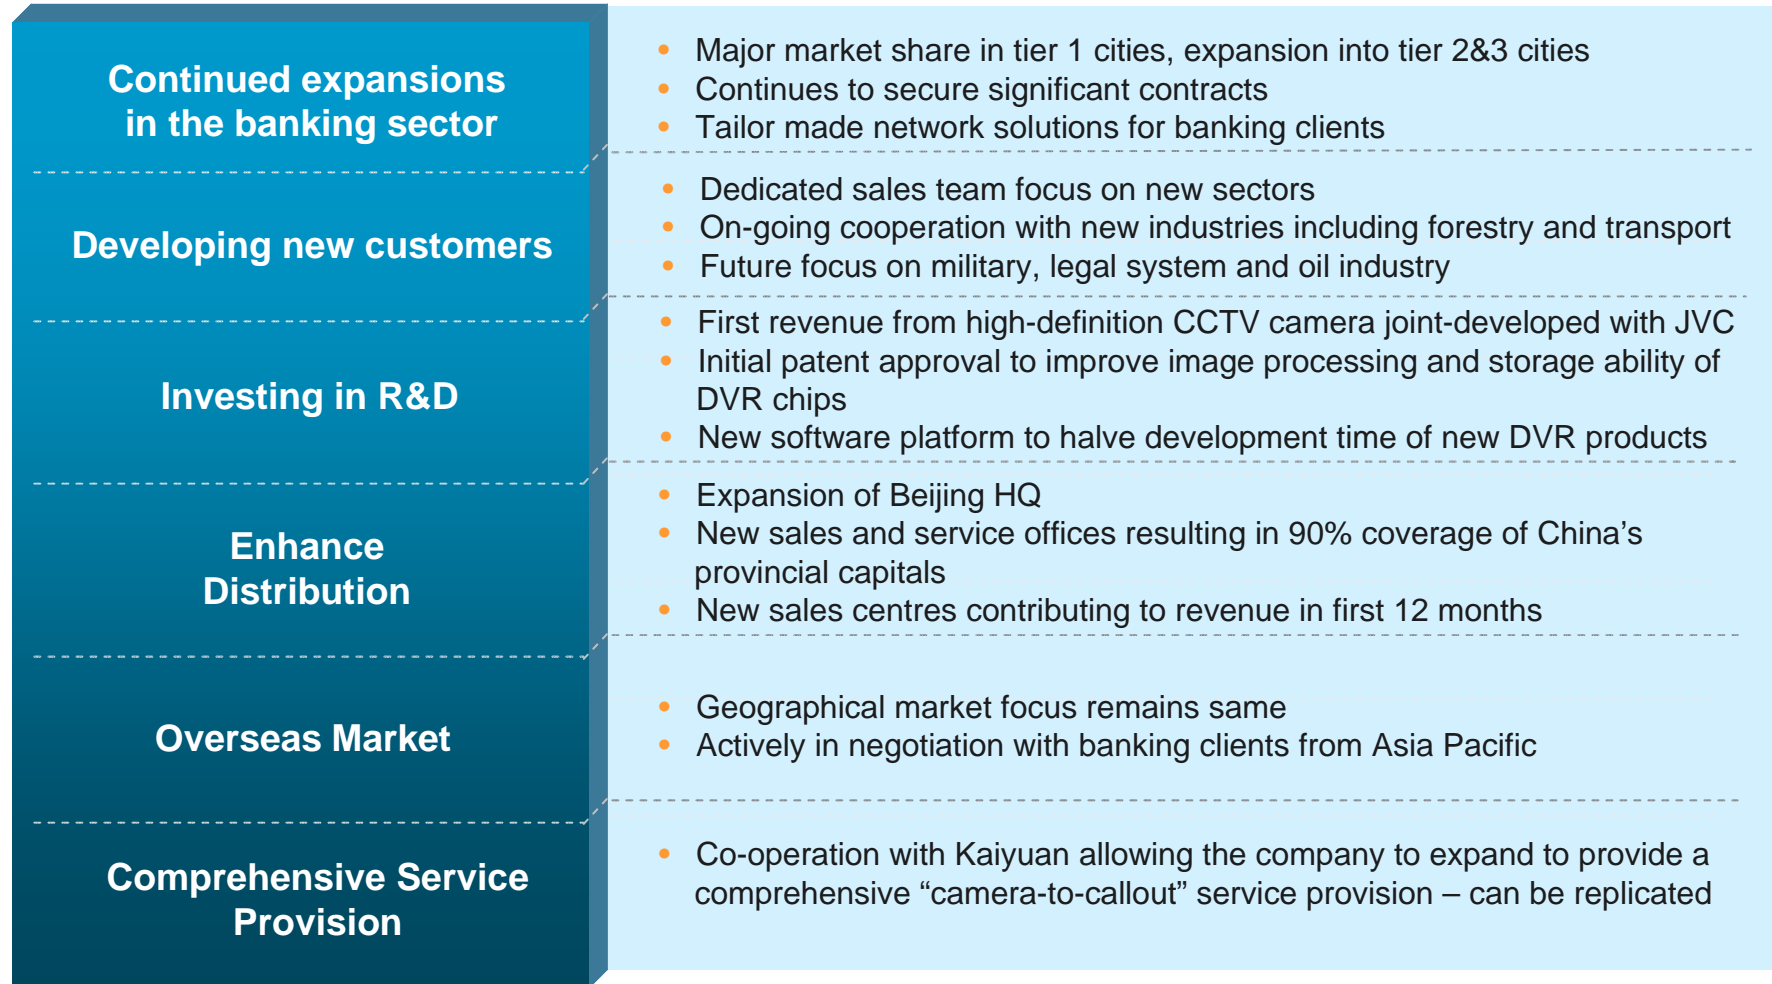 Continued expansions
in the banking sector
• Major market share in tier 1 cities, expansion into tier 2&3 cities
• Continues to secure significant contracts
• Tailor made network solutions for banking clients
Developing new customers
• Dedicated sales team focus on new sectors
• On-going cooperation with new industries including forestry and transport
• Future focus on military, legal system and oil industry
Investing in R&D
• First revenue from high-definition CCTV camera joint-developed with JVC
• Initial patent approval to improve image processing and storage ability of
DVR chips
• New software platform to halve development time of new DVR products
Enhance
Distribution
• Expansion of Beijing HQ
• New sales and service offices resulting in 90% coverage of China’s
provincial capitals
• New sales centres contributing to revenue in first 12 months
Overseas Market
• Geographical market focus remains same
• Actively in negotiation with banking clients from Asia Pacific
Comprehensive Service
Provision
• Co-operation with Kaiyuan allowing the company to expand to provide a
comprehensive “camera-to-callout” service provision – can be replicated